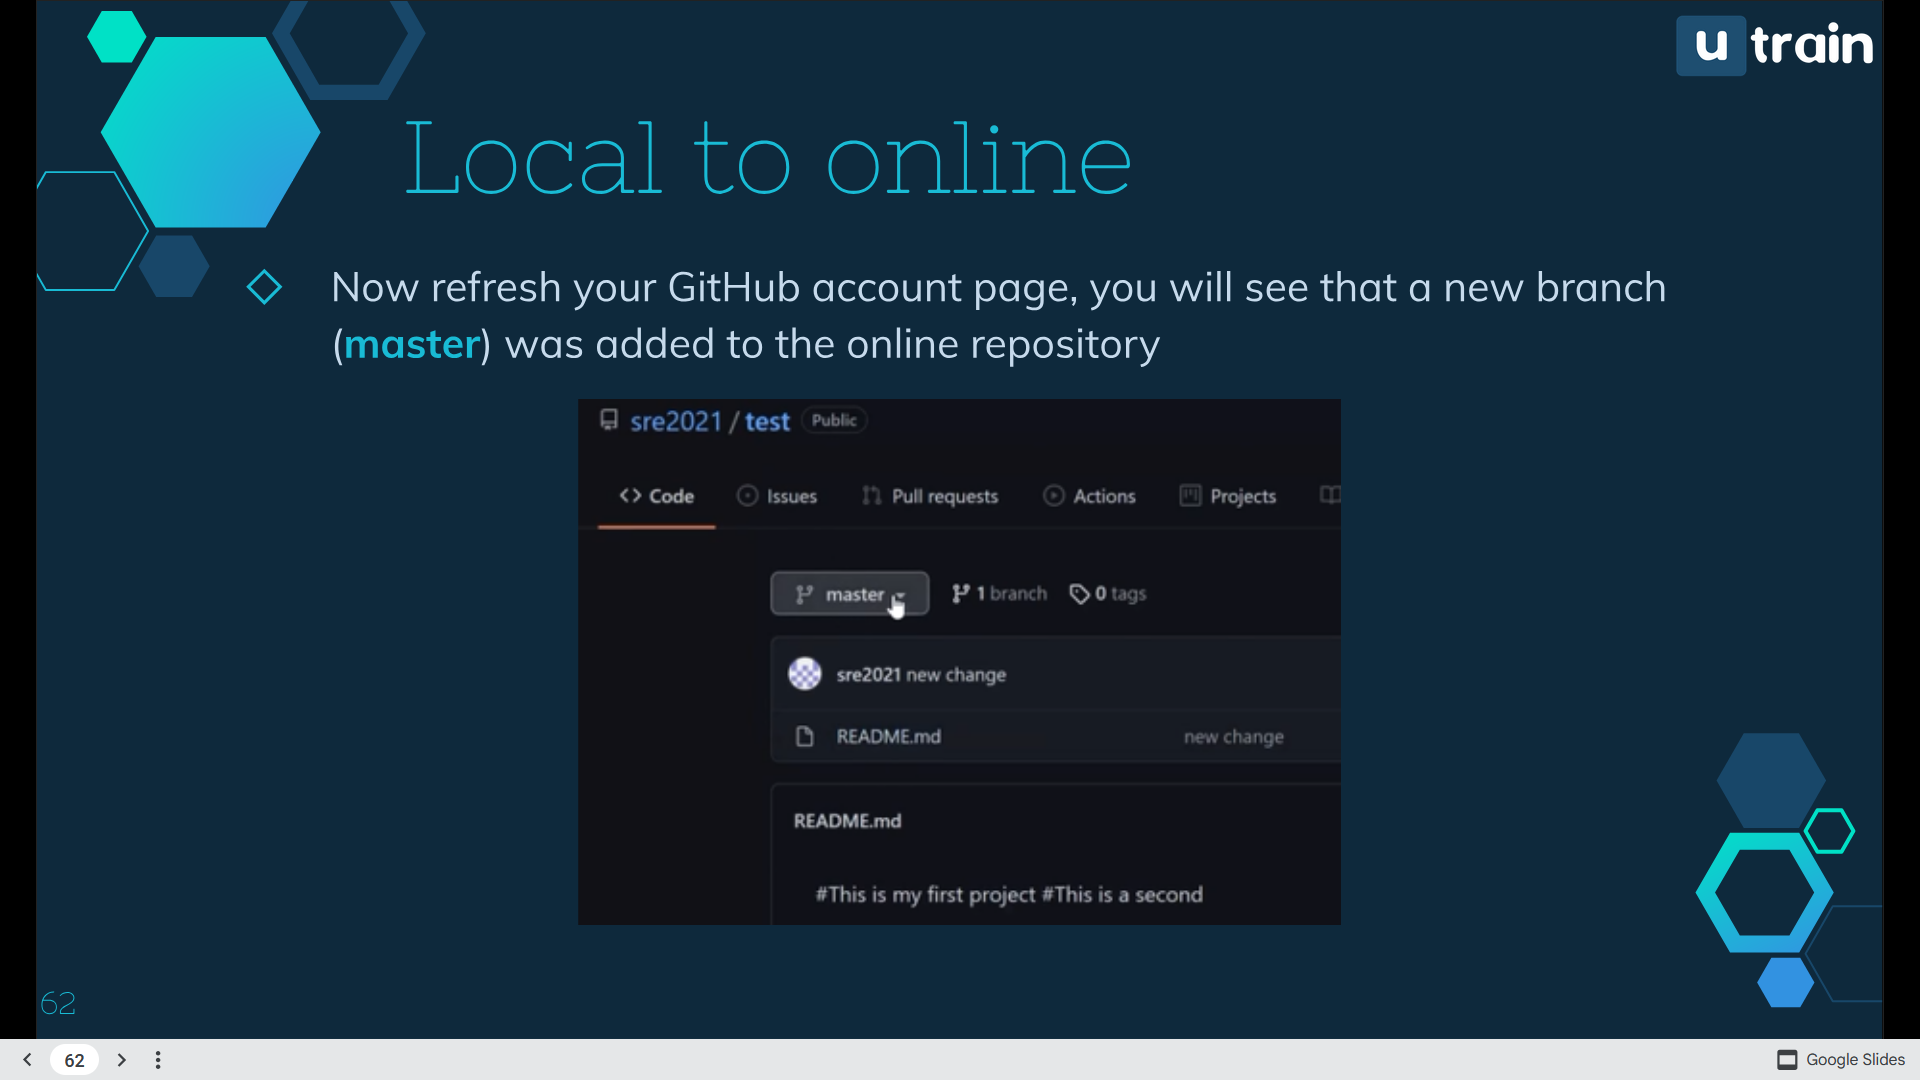 u train
Local to online
Now refresh your GitHub account page, you will see that a new branch
(master) was added to the online repository
sre2021 / test Public
<> Code Issues Pull requests Actions Projects
master 1 branch 0 tags
sre2021 new change
README.md new change
README.md
#This is my first project #This is a second
62
62 Google Slides